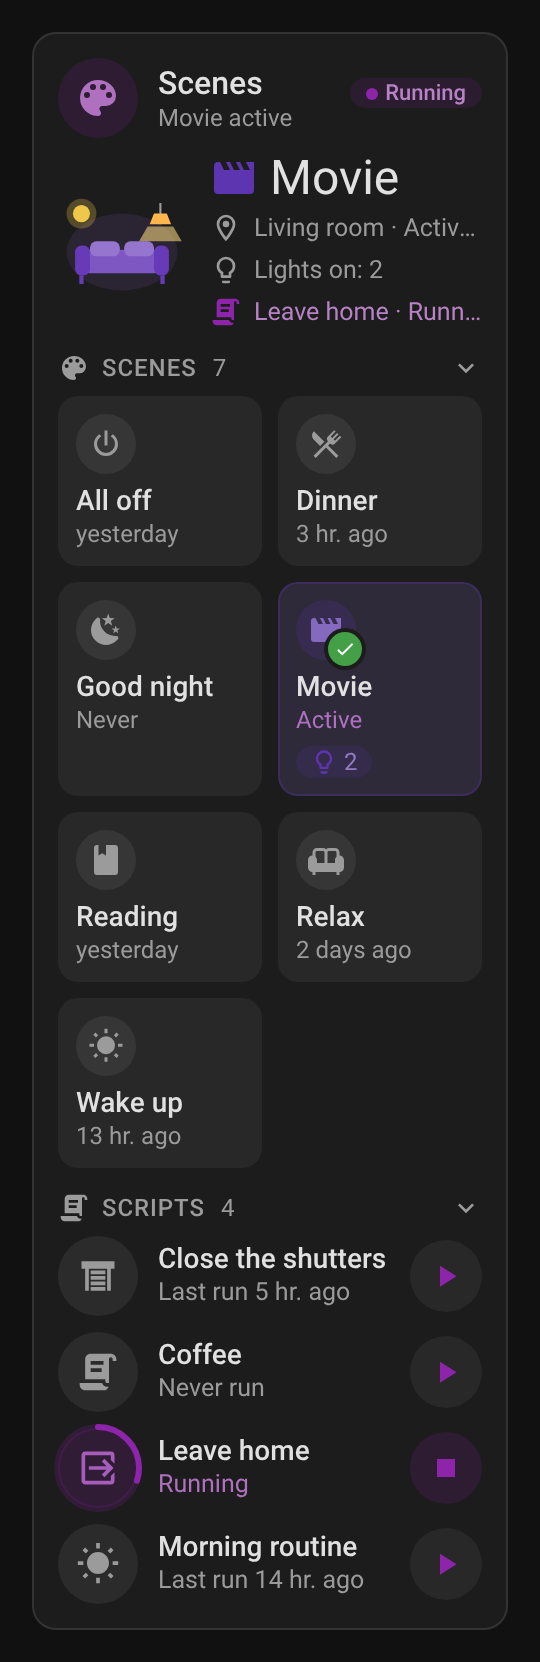 Scenes
Movie active
Running
Movie
Living room · Activ...
Lights on: 2
Leave home · Runn...
SCENES 7
All off
yesterday
Dinner
3 hr. ago
Good night
Never
Movie
Active
2
Reading
yesterday
Relax
2 days ago
Wake up
13 hr. ago
SCRIPTS 4
Close the shutters
Last run 5 hr. ago
Coffee
Never run
Leave home
Running
Morning routine
Last run 14 hr. ago